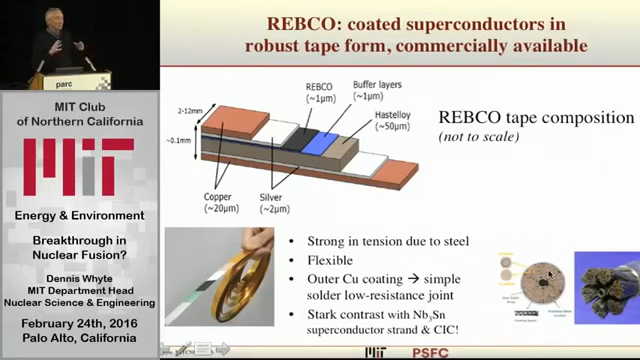 REBCO: coated superconductors in
robust tape form, commercially available
parc
MIT Club
of Northern California
MIT
Energy & Environment
Breakthrough in
Nuclear Fusion?
Dennis Whyte
MIT Department Head
Nuclear Science & Engineering
February 24th, 2016
Palo Alto, California
2-12mm
~0.1mm
REBCO
(~1μm)
Buffer layers
(~1μm)
Hastelloy
(~50μm)
Copper
(~20μm)
Silver
(~2μm)
REBCO tape composition
(not to scale)
• Strong in tension due to steel
• Flexible
• Outer Cu coating → simple
solder low-resistance joint
• Stark contrast with Nb₃Sn
superconductor strand & CIC!
PSFC